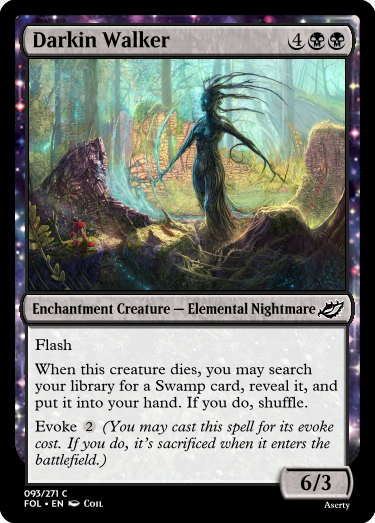 Darkin Walker 4
Enchantment Creature — Elemental Nightmare
Flash
When this creature dies, you may search
your library for a Swamp card, reveal it, and
put it into your hand. If you do, shuffle.
Evoke 2 (You may cast this spell for its evoke
cost. If you do, it's sacrificed when it enters the
battlefield.)
6/3
093/271 C
FOL • EN Coil
Aserty